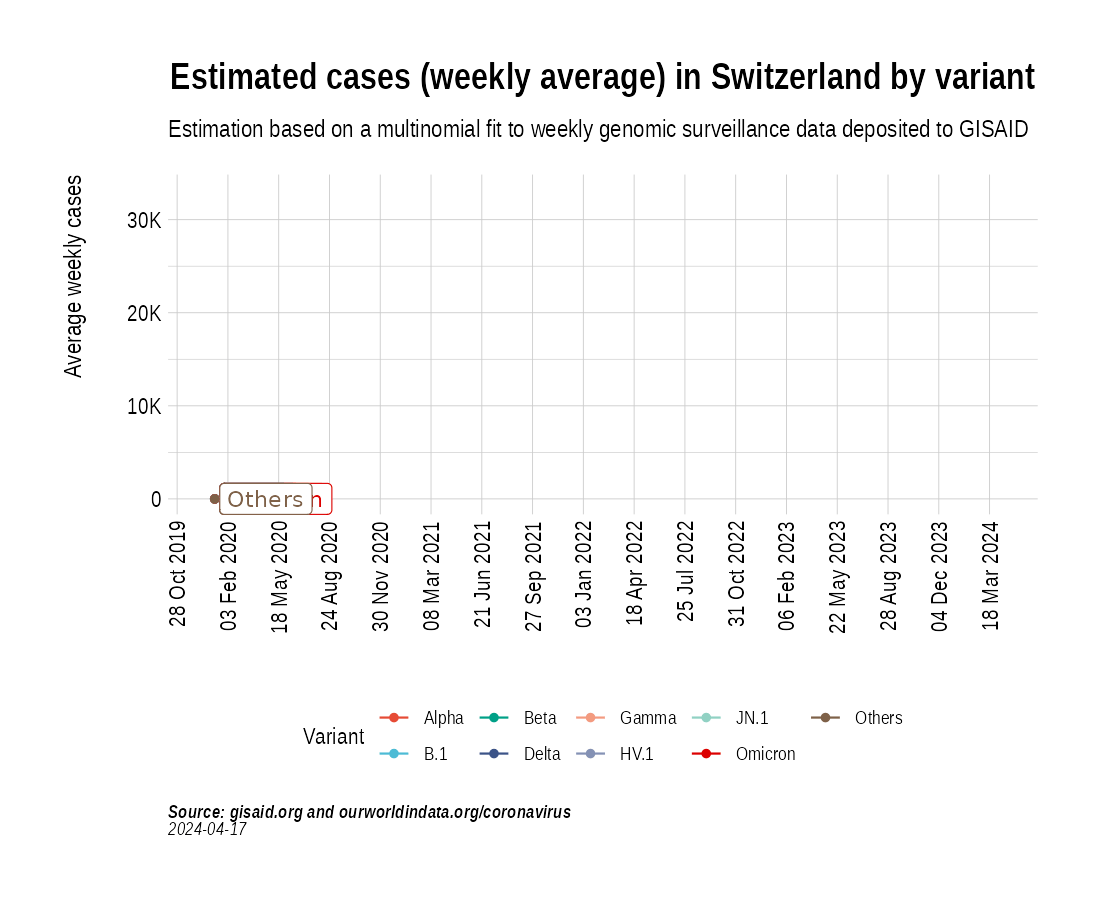 Estimated cases (weekly average) in Switzerland by variant
Estimation based on a multinomial fit to weekly genomic surveillance data deposited to GISAID
Average weekly cases
30K
20K
10K
0
Others
n
28 Oct 2019
03 Feb 2020
18 May 2020
24 Aug 2020
30 Nov 2020
08 Mar 2021
21 Jun 2021
27 Sep 2021
03 Jan 2022
18 Apr 2022
25 Jul 2022
31 Oct 2022
06 Feb 2023
22 May 2023
28 Aug 2023
04 Dec 2023
18 Mar 2024
Variant
Alpha
Beta
Gamma
JN.1
Others
B.1
Delta
HV.1
Omicron
Source: gisaid.org and ourworldindata.org/coronavirus
2024-04-17